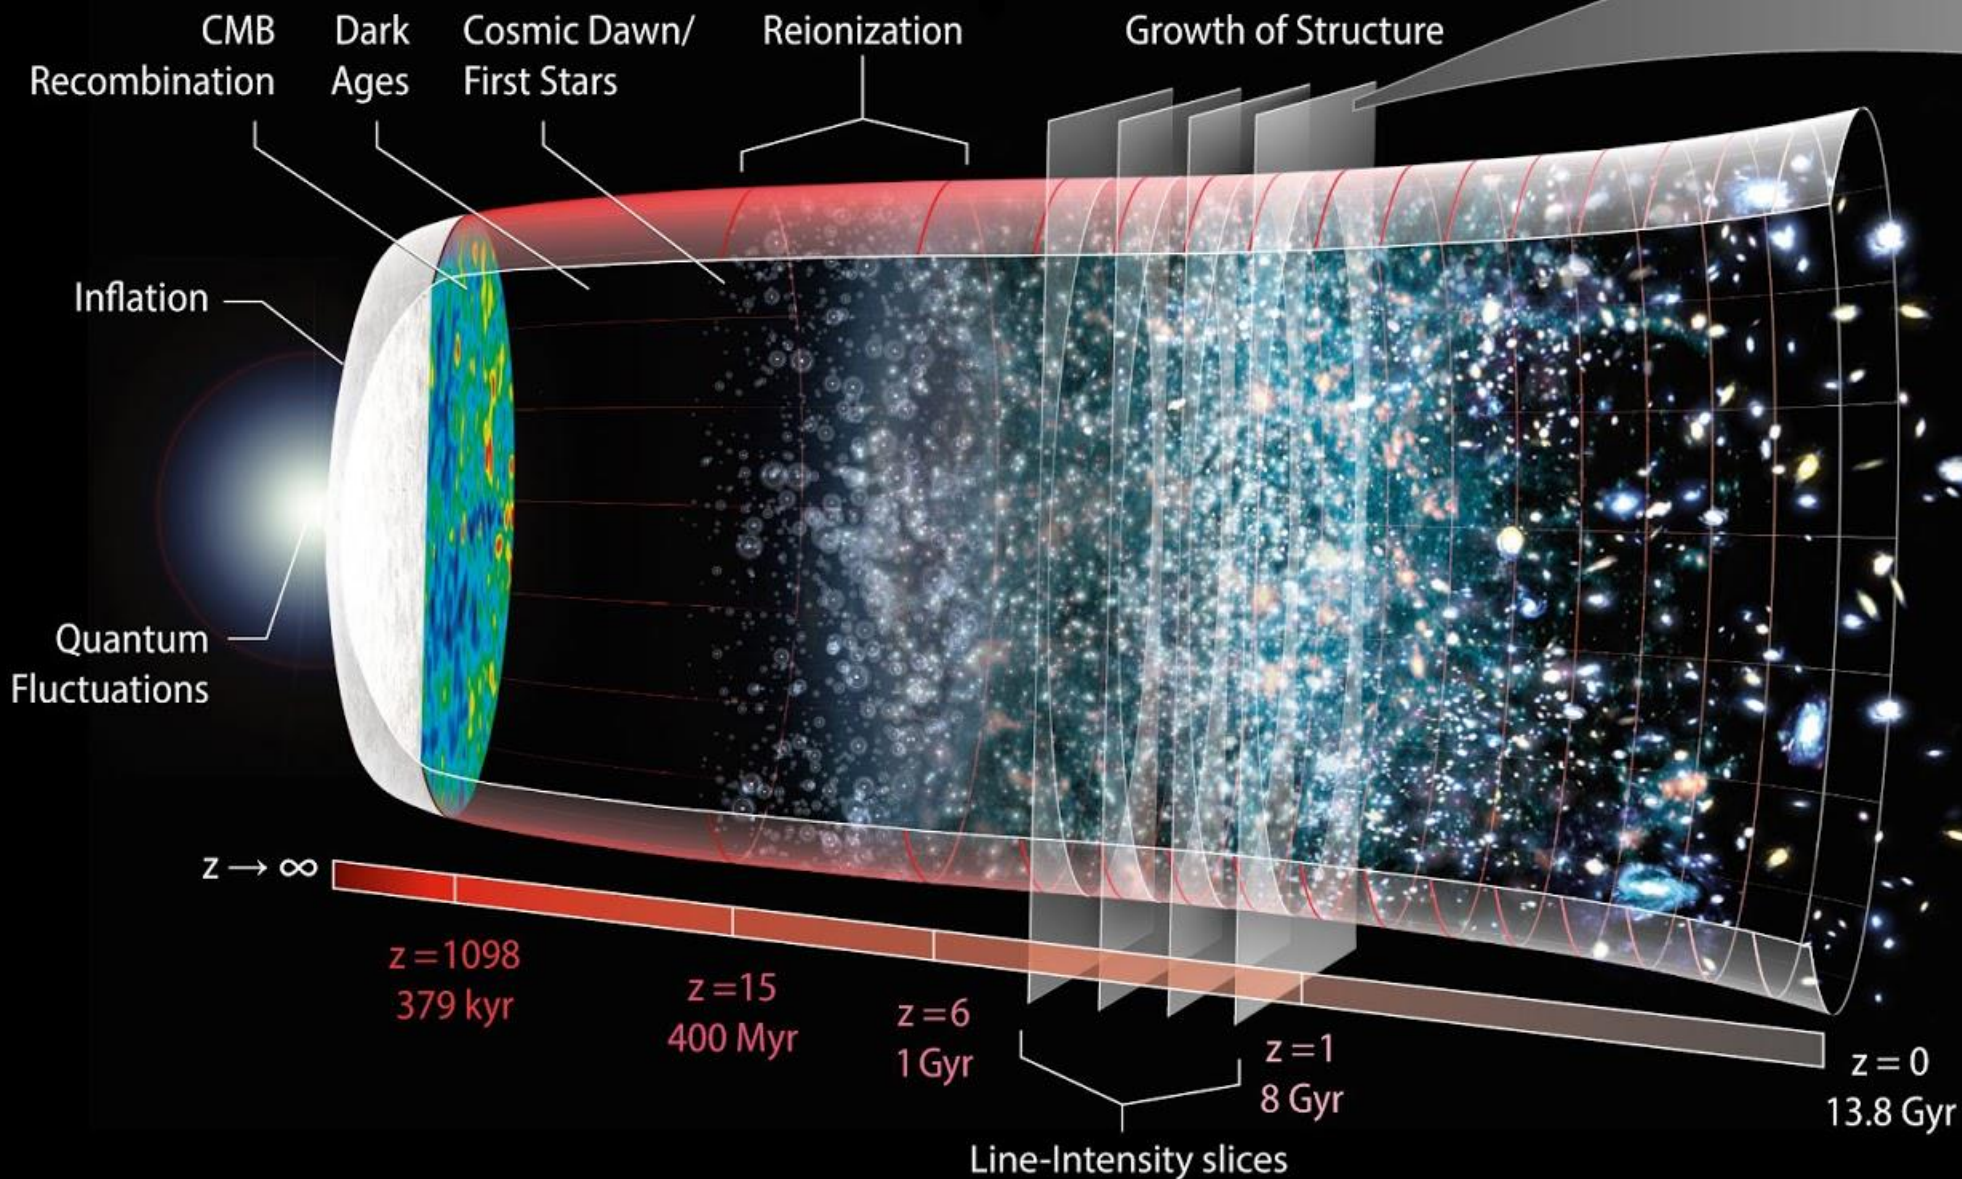 CMB
Recombination
Dark
Ages
Cosmic Dawn/
First Stars
Reionization
Growth of Structure
Inflation
Quantum
Fluctuations
z → ∞
z =1098
379 kyr
z =15
400 Myr
z = 6
1 Gyr
z = 1
8 Gyr
z = 0
13.8 Gyr
Line-Intensity slices